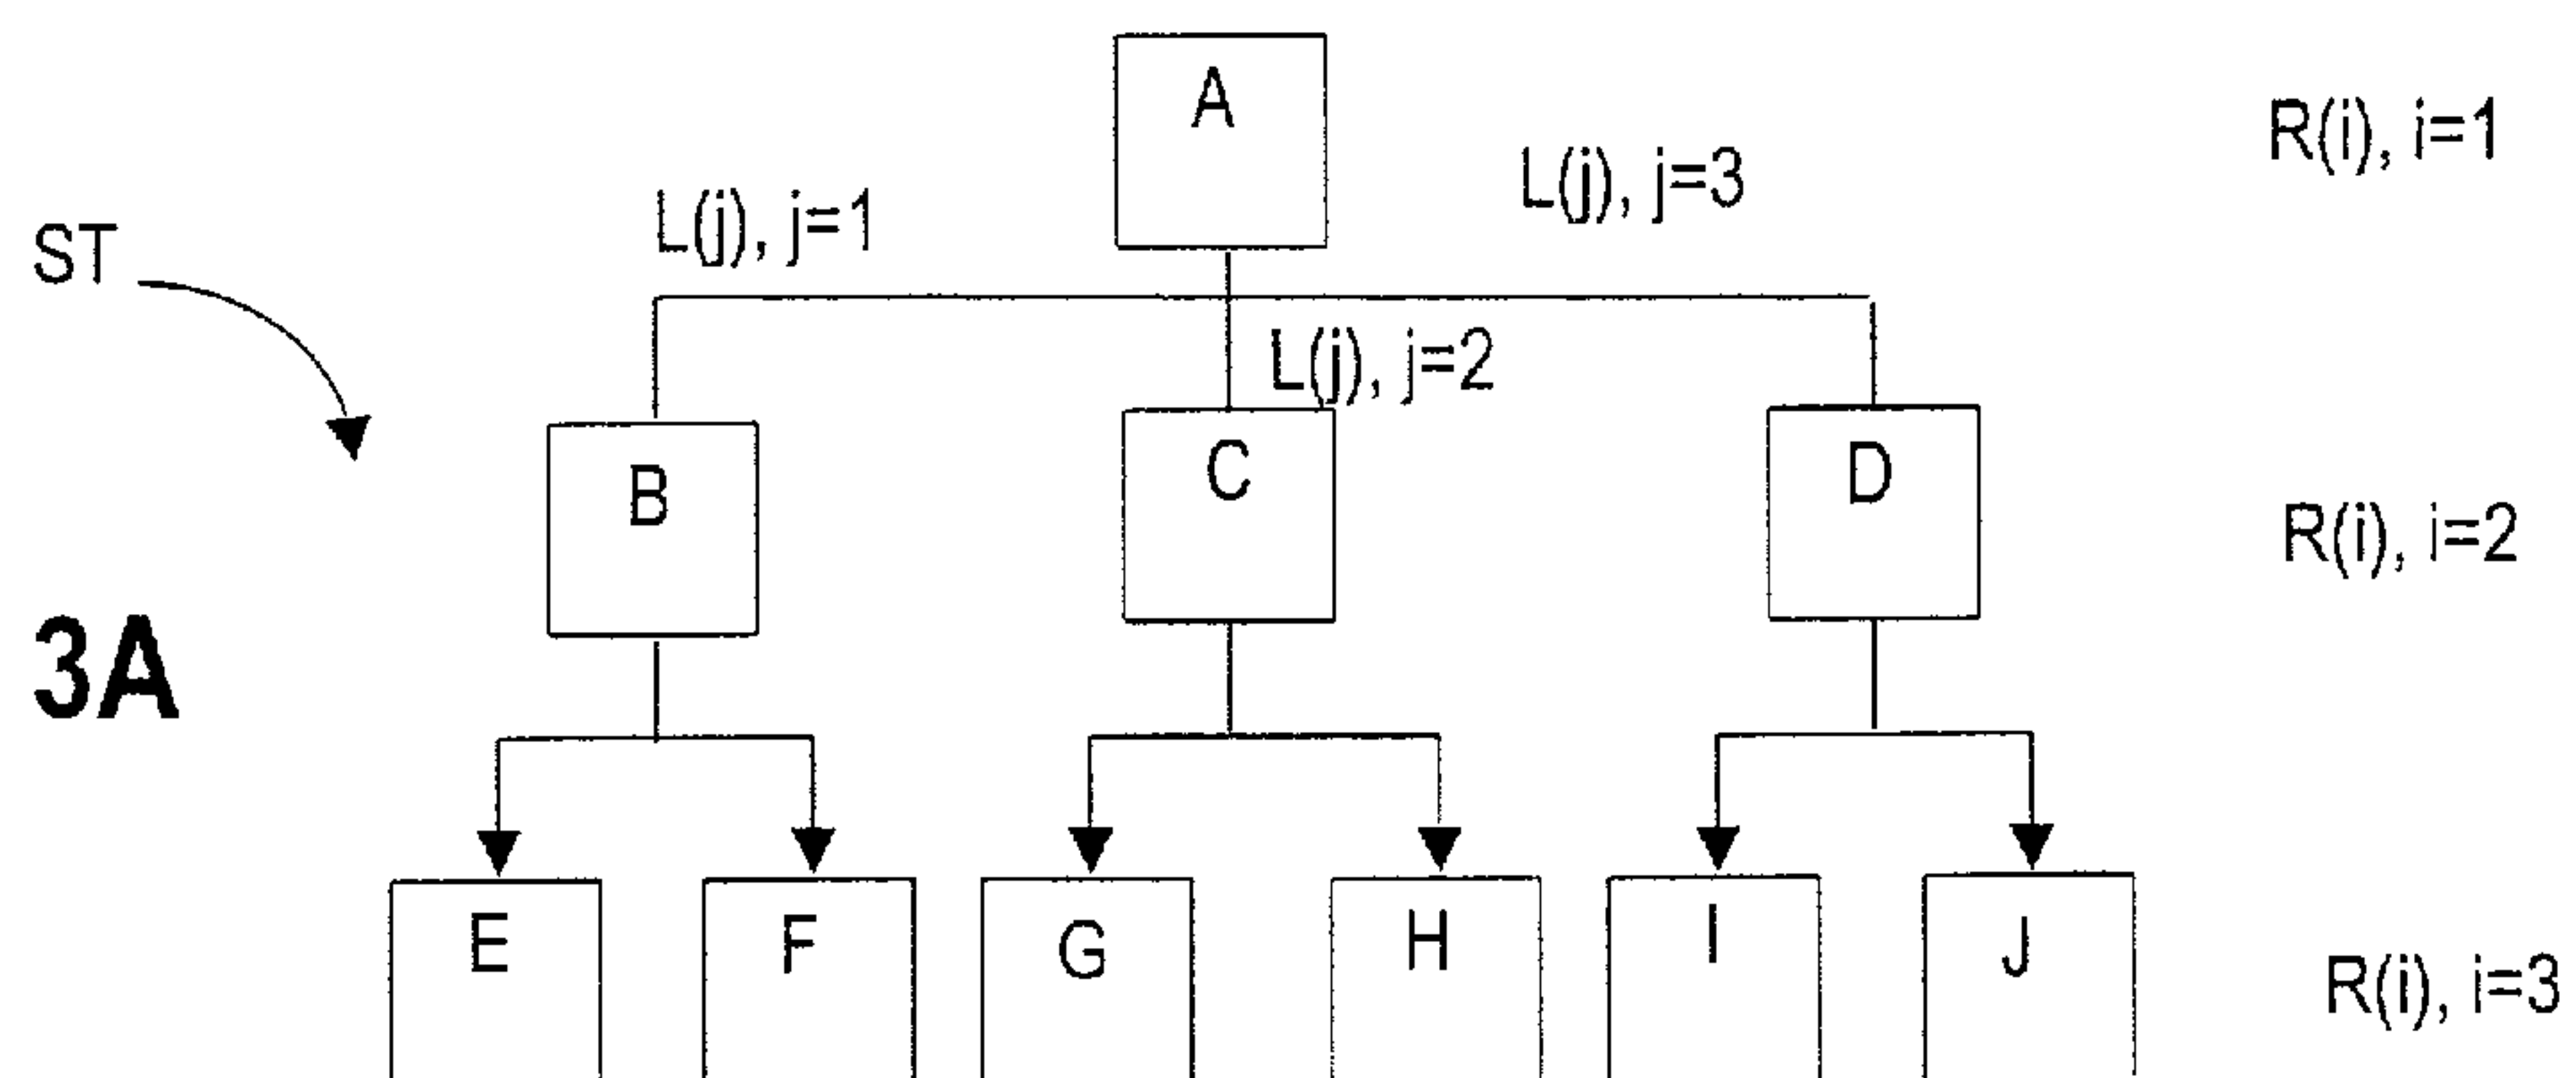 A
R(i), i=1
L(j), j=1
L(j), j=3
ST
L(j), j=2
B
C
D
R(i), i=2
3A
E
F
G
H
I
J
R(i), i=3